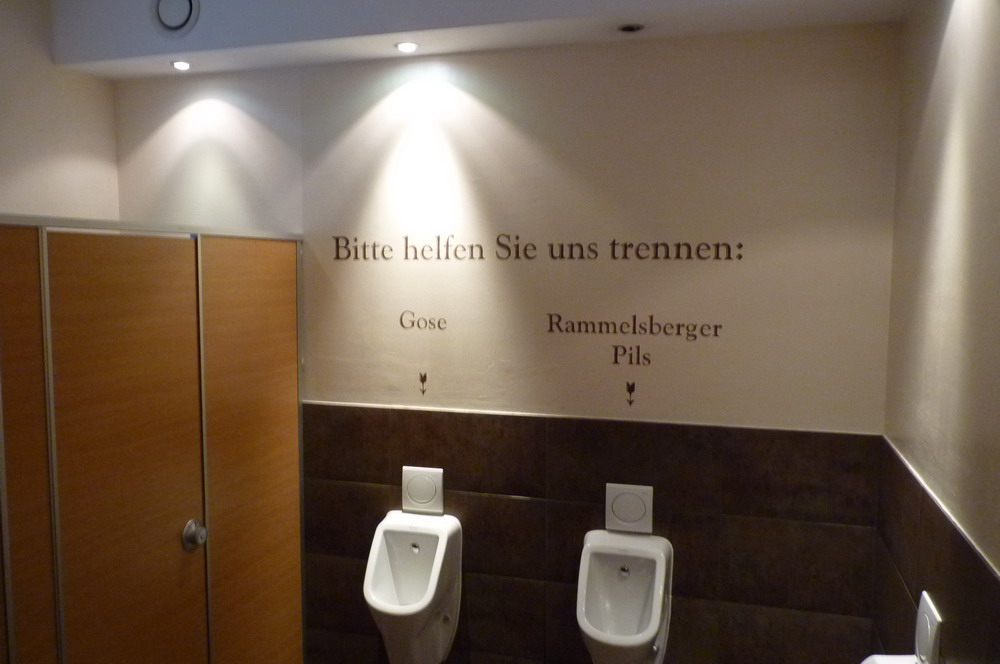 Bitte helfen Sie uns trennen:
Gose
Rammelsberger
Pils